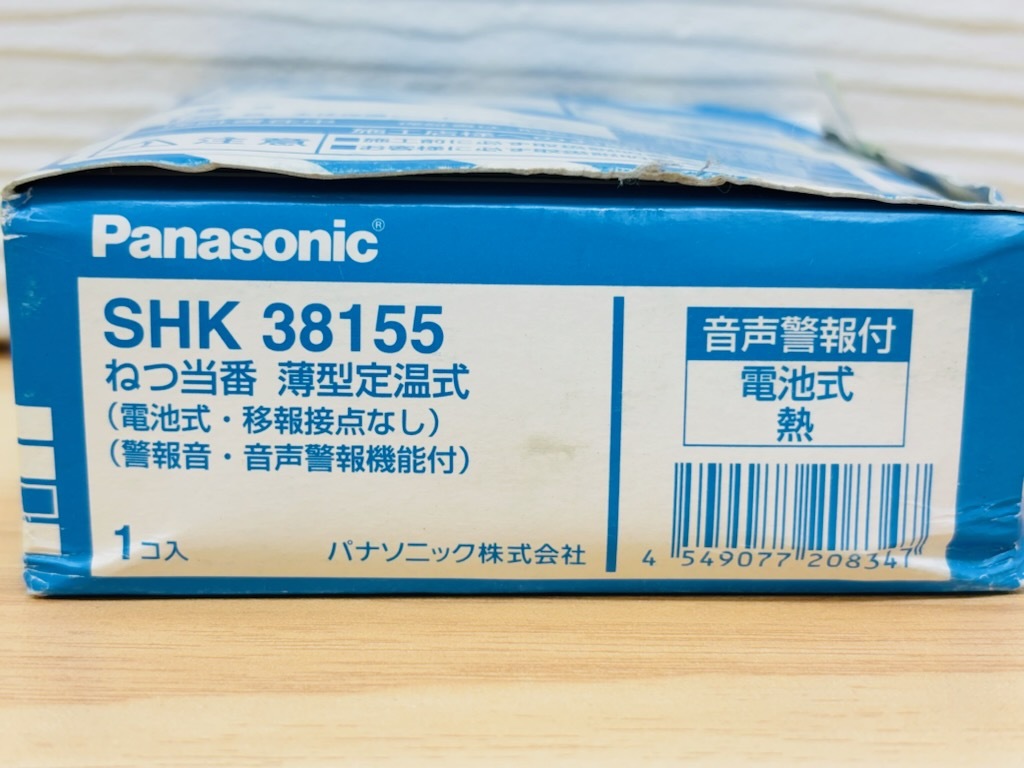 注意
Panasonic®
SHK 38155
ねつ当番 薄型定温式
(電池式・移報接点なし)
(警報音・音声警報機能付)
1コ入
パナソニック株式会社
音声警報付
電池式
熱
4 549077 208347